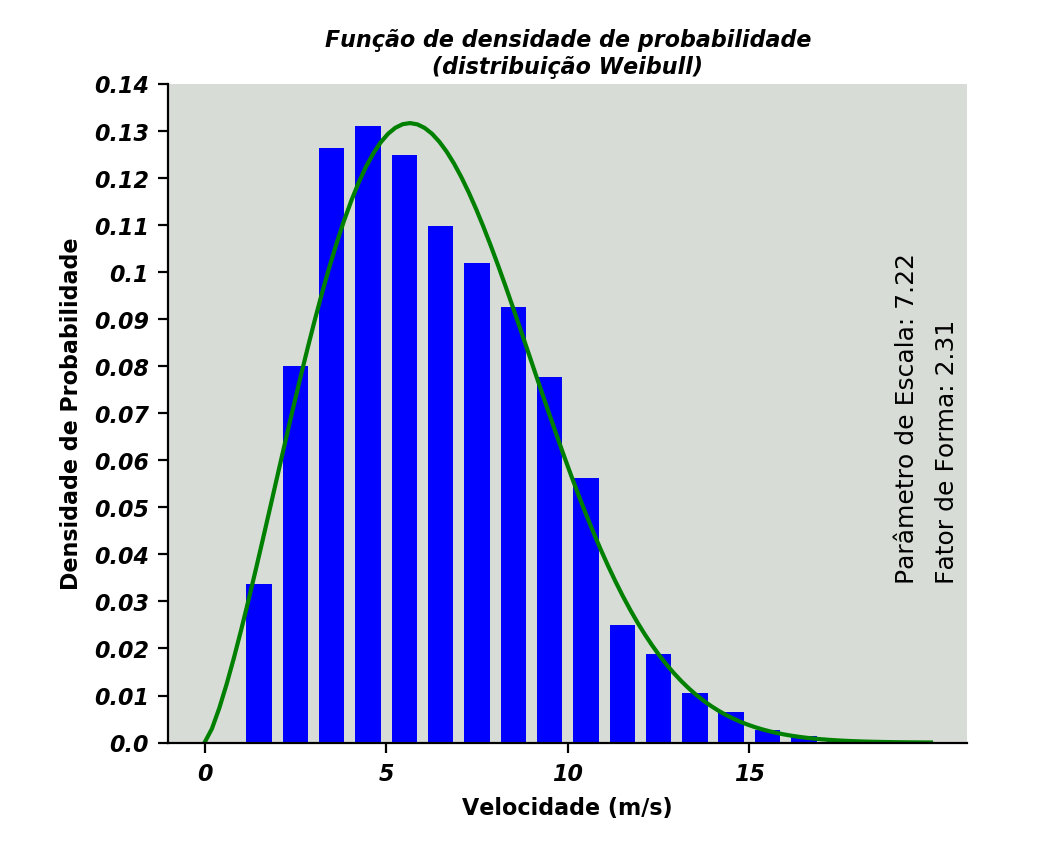 Função de densidade de probabilidade
(distribuição Weibull)
0.14
0.13
0.12
0.11
0.1
0.09
0.08
0.07
0.06
0.05
0.04
0.03
0.02
0.01
0.0
Densidade de Probabilidade
0 5 10 15
Velocidade (m/s)
Parâmetro de Escala: 7.22
Fator de Forma: 2.31